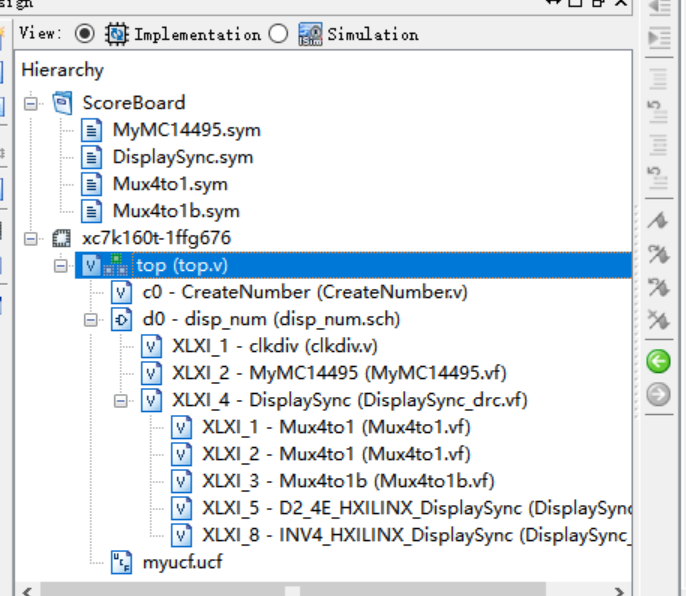 View: Implementation Simulation
Hierarchy
ScoreBoard
MyMC14495.sym
DisplaySync.sym
Mux4to1.sym
Mux4to1b.sym
xc7k160t-1ffg676
top (top.v)
c0 - CreateNumber (CreateNumber.v)
d0 - disp_num (disp_num.sch)
XLXI_1 - clkdiv (clkdiv.v)
XLXI_2 - MyMC14495 (MyMC14495.vf)
XLXI_4 - DisplaySync (DisplaySync_drc.vf)
XLXI_1 - Mux4to1 (Mux4to1.vf)
XLXI_2 - Mux4to1 (Mux4to1.vf)
XLXI_3 - Mux4to1b (Mux4to1b.vf)
XLXI_5 - D2_4E_HXILINX_DisplaySync (DisplaySync
XLXI_8 - INV4_HXILINX_DisplaySync (DisplaySync_
myucf.ucf